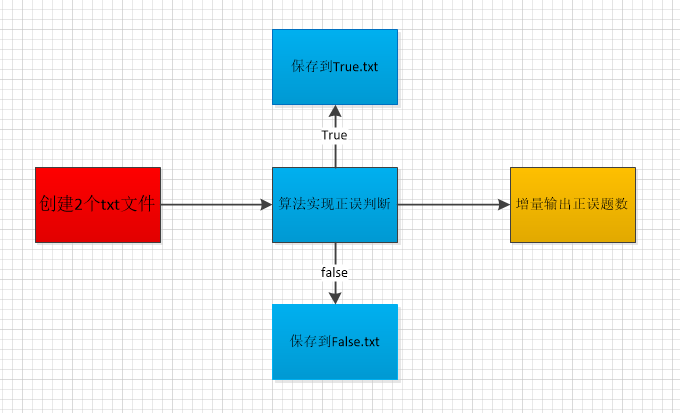 保存到True.txt
True
创建2个txt文件
算法实现正误判断
增量输出正误题数
false
保存到False.txt